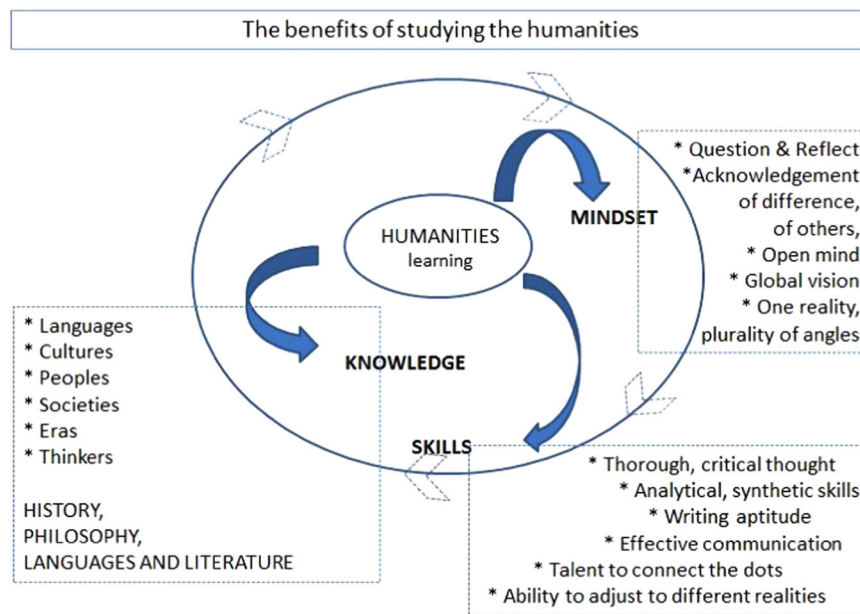 The benefits of studying the humanities
HUMANITIES
learning
MINDSET
* Question & Reflect
*Acknowledgement
of difference,
of others,
* Open mind
* Global vision
* One reality,
plurality of angles
KNOWLEDGE
* Languages
* Cultures
* Peoples
* Societies
* Eras
* Thinkers
HISTORY,
PHILOSOPHY,
LANGUAGES AND LITERATURE
SKILLS
* Thorough, critical thought
* Analytical, synthetic skills
* Writing aptitude
* Effective communication
* Talent to connect the dots
* Ability to adjust to different realities